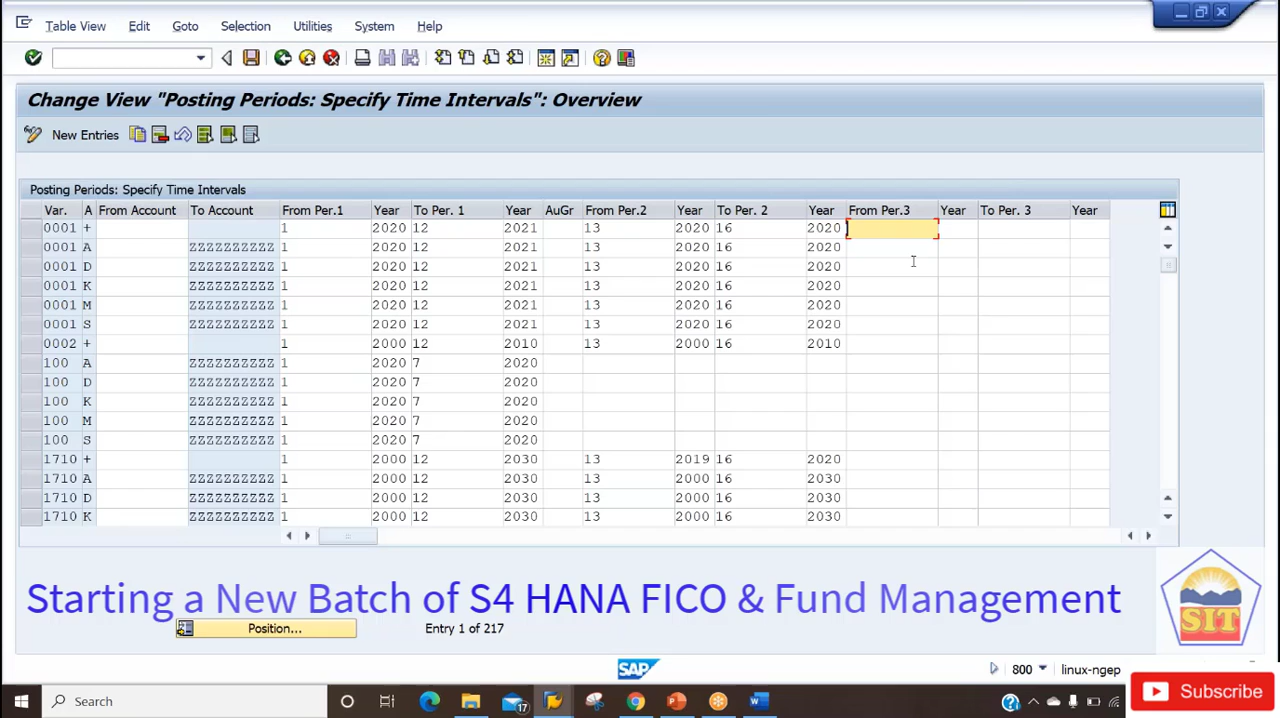 Table View Edit Goto Selection Utilities System Help
Change View "Posting Periods: Specify Time Intervals": Overview
New Entries
Posting Periods: Specify Time Intervals
Var. A From Account To Account From Per.1 Year To Per. 1 Year AuGr From Per.2 Year To Per. 2 Year From Per.3 Year To Per. 3 Year
0001 + 1 2020 12 2021 13 2020 16 2020
0001 A ZZZZZZZZZZ 1 2020 12 2021 13 2020 16 2020
0001 D ZZZZZZZZZZ 1 2020 12 2021 13 2020 16 2020
0001 K ZZZZZZZZZZ 1 2020 12 2021 13 2020 16 2020
0001 M ZZZZZZZZZZ 1 2020 12 2021 13 2020 16 2020
0001 S ZZZZZZZZZZ 1 2020 12 2021 13 2020 16 2020
0002 + 1 2000 12 2010 13 2000 16 2010
100 A ZZZZZZZZZZ 1 2020 7 2020
100 D ZZZZZZZZZZ 1 2020 7 2020
100 K ZZZZZZZZZZ 1 2020 7 2020
100 M ZZZZZZZZZZ 1 2020 7 2020
100 S ZZZZZZZZZZ 1 2020 7 2020
1710 + 1 2000 12 2030 13 2019 16 2020
1710 A ZZZZZZZZZZ 1 2000 12 2030 13 2000 16 2030
1710 D ZZZZZZZZZZ 1 2000 12 2030 13 2000 16 2030
1710 K ZZZZZZZZZZ 1 2000 12 2030 13 2000 16 2030
Starting a New Batch of S4 HANA FICO & Fund Management
SIT
Position... Entry 1 of 217
SAP 800 linux-ngep
Search 17 Subscribe